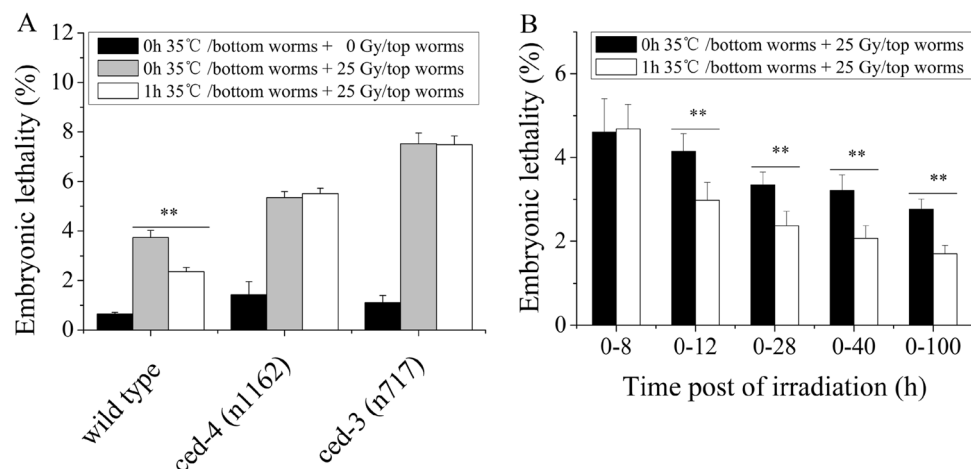 A
Embryonic lethality (%)
12
10
8
6
4
2
0
0h 35℃ /bottom worms + 0 Gy/top worms
0h 35℃ /bottom worms + 25 Gy/top worms
1h 35℃ /bottom worms + 25 Gy/top worms
**
wild type
ced-4 (n1162)
ced-3 (n717)
B
Embryonic lethality (%)
6
4
2
0
0h 35℃ /bottom worms + 25 Gy/top worms
1h 35℃ /bottom worms + 25 Gy/top worms
**
**
**
**
0-8
0-12
0-28
0-40
0-100
Time post of irradiation (h)